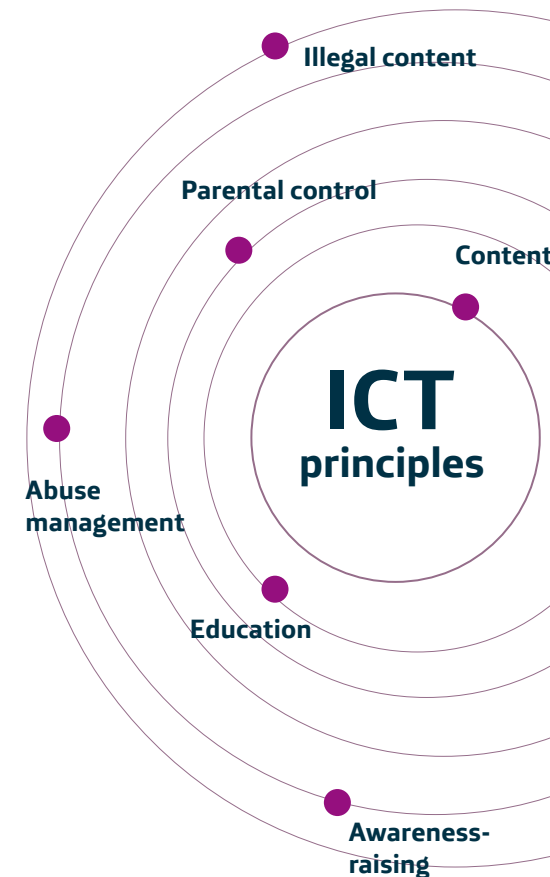 Illegal content
Parental control
Content
ICT
principles
Abuse
management
Education
Awareness-
raising